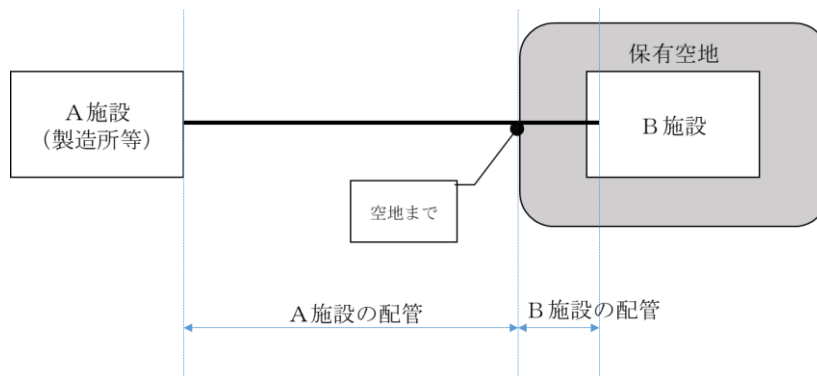 保有空地
A施設
(製造所等)
B施設
空地まで
A施設の配管
B施設の配管